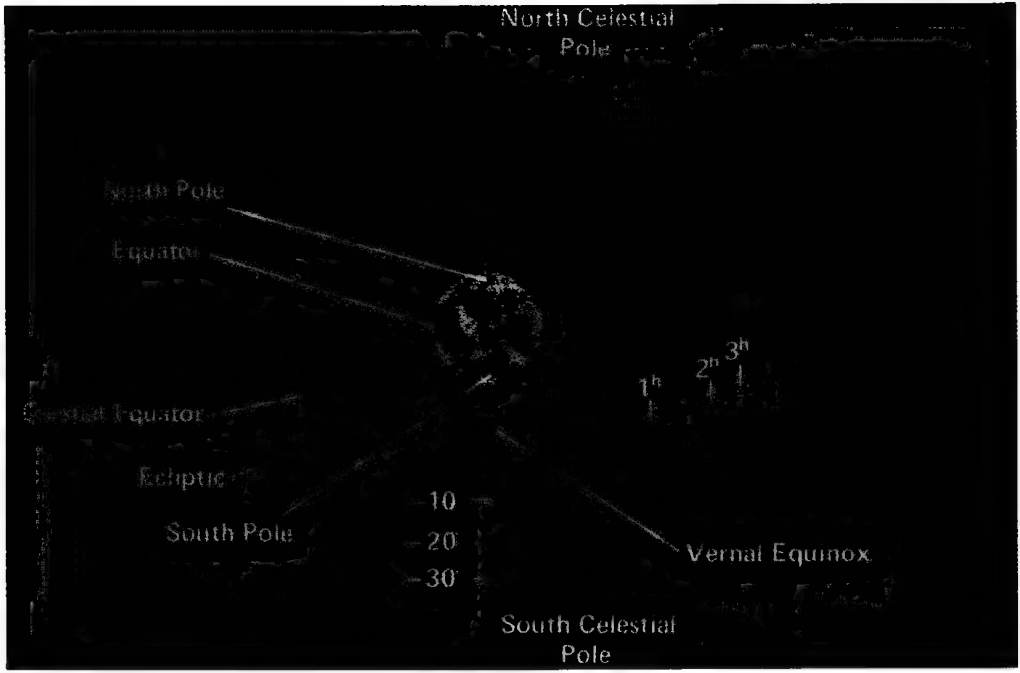 North Celestial
Pole
North Pole
Equator
3ʰ
2ʰ
1ʰ
Equator
Ecliptic
-10
South Pole
-20
-30
Vernal Equinox
South Celestial
Pole